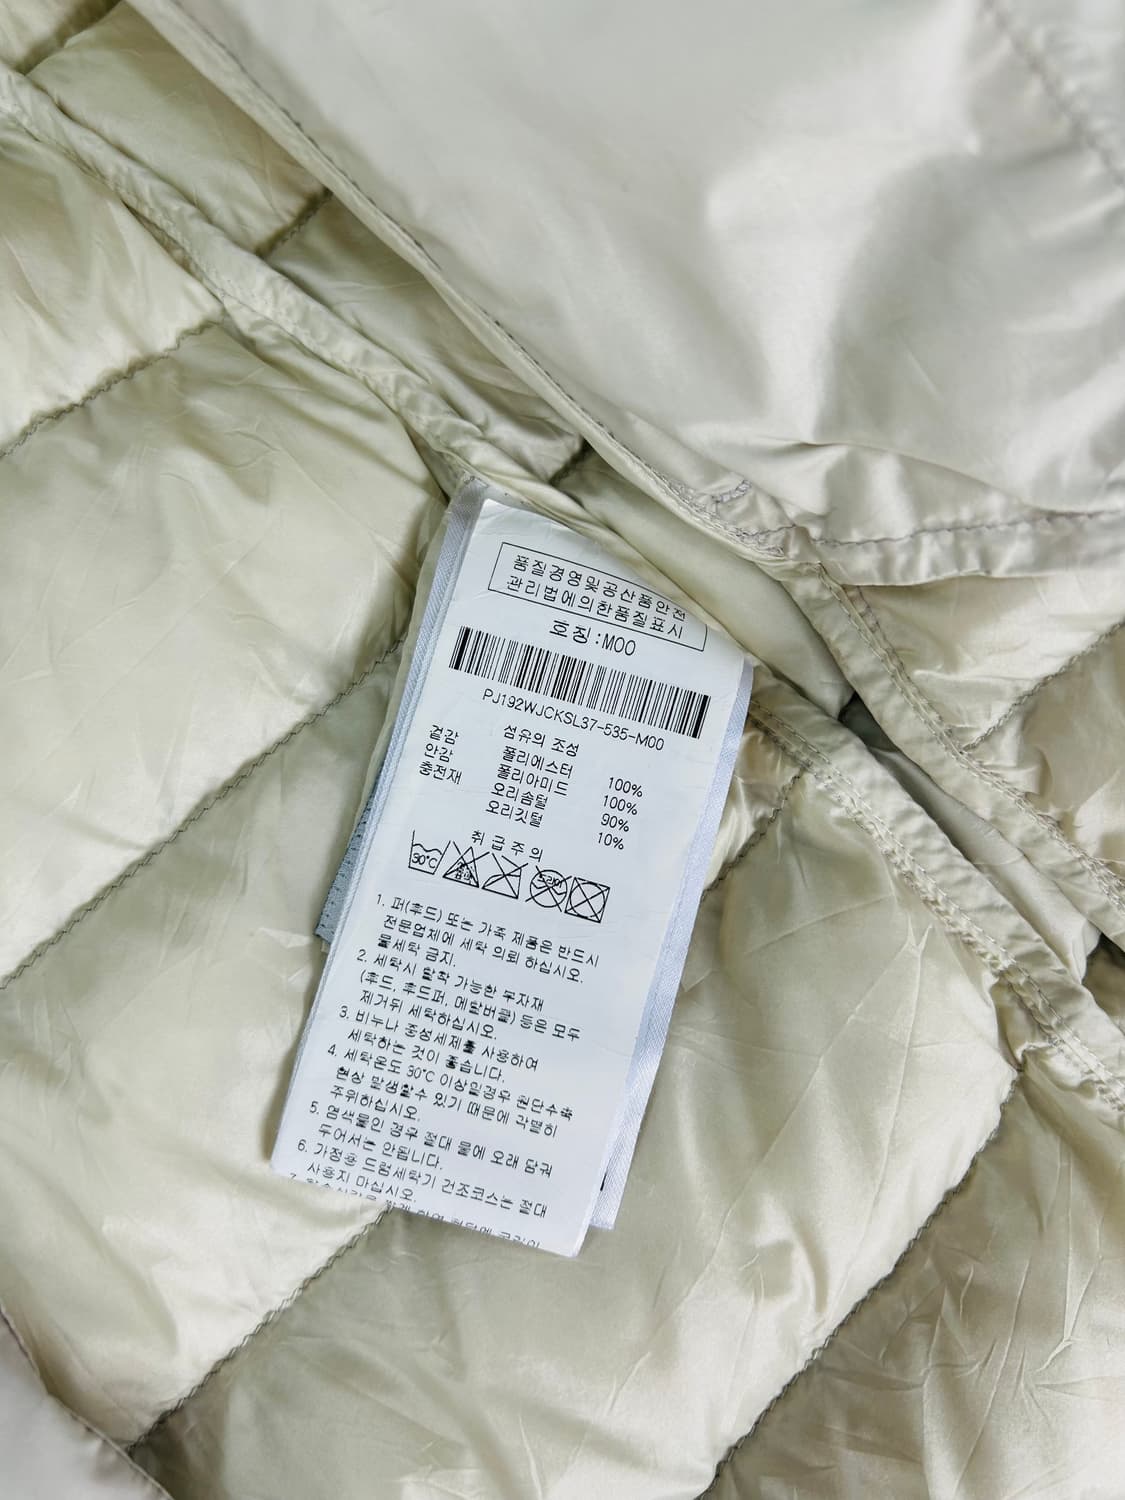 품질경영및공산품안전
관리법에의한품질표시
호칭:M00
PJ192WJCKSL37-535-M00
섬유의 조성
겉감 폴리에스터 100%
안감 폴리아미드 100%
충전재 오리솜털 90%
오리깃털 10%
취급주의
30°C
1. 퍼(후드) 또는 가죽 제품은 반드시
전문업체에 세탁 의뢰 하십시오.
물세탁 금지.
2. 세탁시 탈착 가능한 부자재
(후드, 후드퍼, 메탈버클) 등은 모두
제거뒤 세탁하십시오.
3. 비누나 중성세제를 사용하여
세탁하는 것이 좋습니다.
4. 세탁온도 30°C 이상일경우 원단수축
현상 발생할수 있기 때문에 각별히
주위하십시오.
5. 염색물인 경우 절대 물에 오래 담궈
두어서는 안됩니다.
6. 가정용 드럼세탁기 건조코스는 절대
사용지 마십시오.